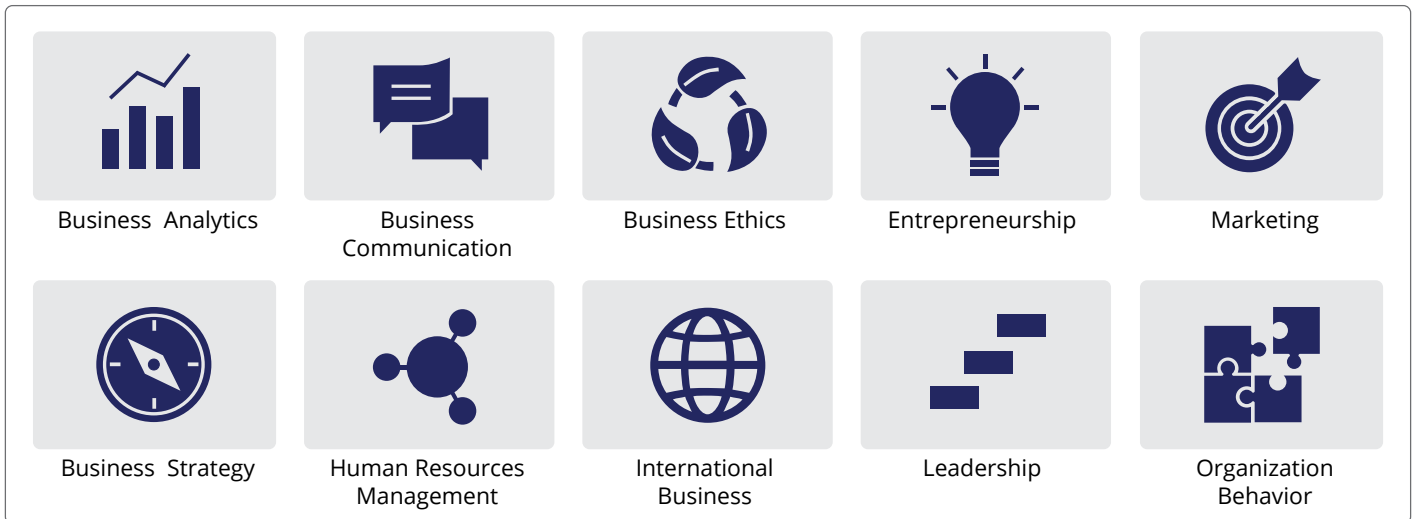 Business Analytics
Business
Communication
Business Ethics
Entrepreneurship
Marketing
Business Strategy
Human Resources
Management
International
Business
Leadership
Organization
Behavior